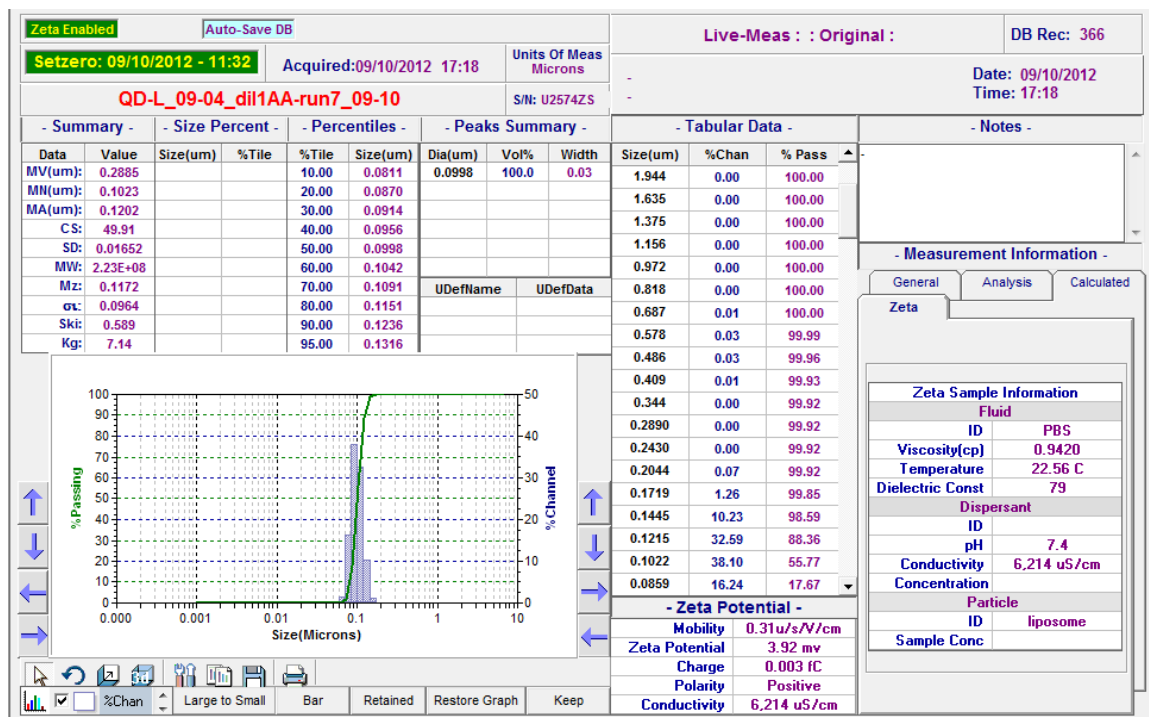 Zeta Enabled Auto-Save DB
Live-Meas : : Original : DB Rec: 366
Setzero: 09/10/2012 - 11:32 Acquired:09/10/2012 17:18 Units Of Meas Microns
- Date: 09/10/2012
- Time: 17:18
QD-L_09-04_dil1AA-run7_09-10 S/N: U2574ZS
- Summary - - Size Percent - - Percentiles - - Peaks Summary -
Data Value Size(um) %Tile %Tile Size(um) Dia(um) Vol% Width
MV(um): 0.2885 10.00 0.0811 0.0998 100.0 0.03
MN(um): 0.1023 20.00 0.0870
MA(um): 0.1202 30.00 0.0914
CS: 49.91 40.00 0.0956
SD: 0.01652 50.00 0.0998
MW: 2.23E+08 60.00 0.1042
Mz: 0.1172 70.00 0.1091 UDefName UDefData
σι: 0.0964 80.00 0.1151
Ski: 0.589 90.00 0.1236
Kg: 7.14 95.00 0.1316
- Tabular Data -
Size(um) %Chan % Pass
1.944 0.00 100.00
1.635 0.00 100.00
1.375 0.00 100.00
1.156 0.00 100.00
0.972 0.00 100.00
0.818 0.00 100.00
0.687 0.01 100.00
0.578 0.03 99.99
0.486 0.03 99.96
0.409 0.01 99.93
0.344 0.00 99.92
0.2890 0.00 99.92
0.2430 0.00 99.92
0.2044 0.07 99.92
0.1719 1.26 99.85
0.1445 10.23 98.59
0.1215 32.59 88.36
0.1022 38.10 55.77
0.0859 16.24 17.67
- Notes -
-
- Measurement Information -
General Analysis Calculated
Zeta
Zeta Sample Information
Fluid
ID PBS
Viscosity(cp) 0.9420
Temperature 22.56 C
Dielectric Const 79
Dispersant
ID
pH 7.4
Conductivity 6,214 uS/cm
Concentration
Particle
ID liposome
Sample Conc
- Zeta Potential -
Mobility 0.31u/s/V/cm
Zeta Potential 3.92 mv
Charge 0.003 fC
Polarity Positive
Conductivity 6,214 uS/cm
%Passing
100
90
80
70
60
50
40
30
20
10
0
50
40
30
20
10
0
%Channel
0.000 0.001 0.01 0.1 1 10
Size(Microns)
3D
%Chan Large to Small Bar Retained Restore Graph Keep